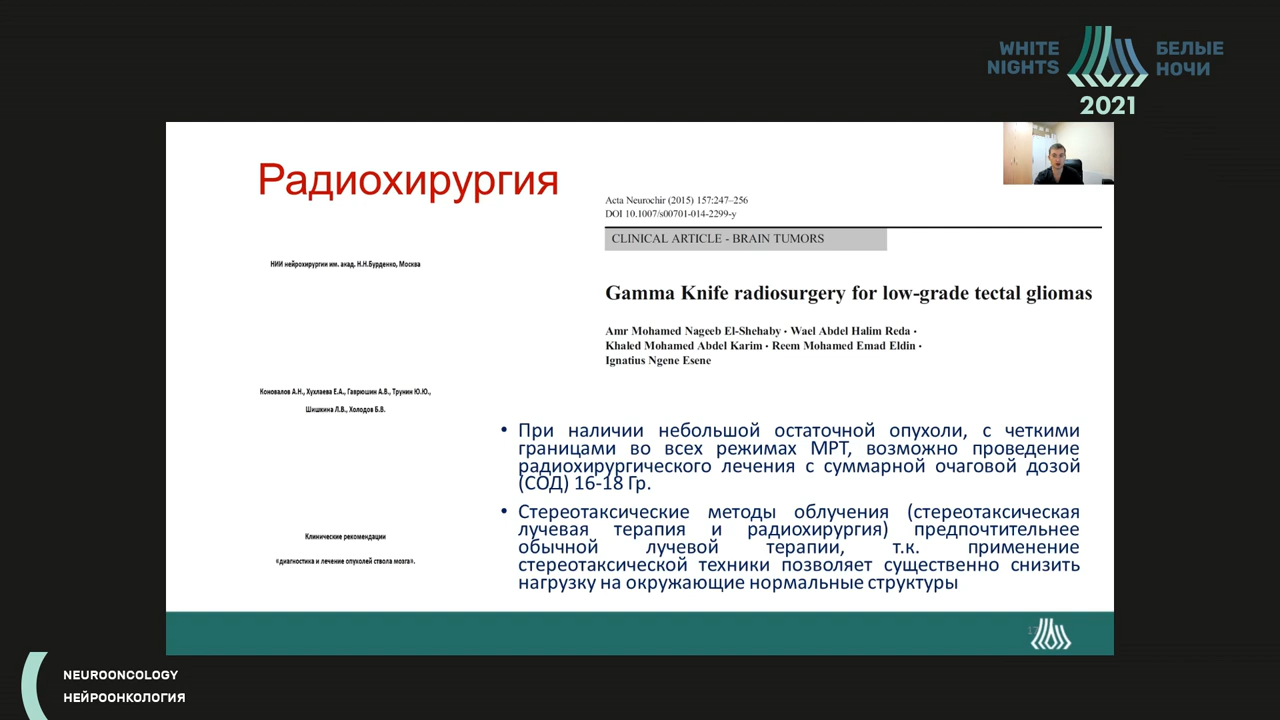 WHITE
NIGHTS
БЕЛЫЕ
НОЧИ
2021
Радиохирургия
НИИ нейрохирургии им. акад. Н.Н.Бурденко, Москва
Коновалов А.Н., Хухлаева Е.А., Гаврюшин А.В., Трунин Ю.Ю.,
Шишкина Л.В., Холодов Б.В.
Клинические рекомендации
«диагностика и лечение опухолей ствола мозга».
Acta Neurochir (2015) 157:247–256
DOI 10.1007/s00701-014-2299-y
CLINICAL ARTICLE - BRAIN TUMORS
Gamma Knife radiosurgery for low-grade tectal gliomas
Amr Mohamed Nageeb El-Shehaby · Wael Abdel Halim Reda ·
Khaled Mohamed Abdel Karim · Reem Mohamed Emad Eldin ·
Ignatius Ngene Esene
• При наличии небольшой остаточной опухоли, с четкими
границами во всех режимах МРТ, возможно проведение
радиохирургического лечения с суммарной очаговой дозой
(СОД) 16-18 Гр.
• Стереотаксические методы облучения (стереотаксическая
лучевая терапия и радиохирургия) предпочтительнее
обычной лучевой терапии, т.к. применение
стереотаксической техники позволяет существенно снизить
нагрузку на окружающие нормальные структуры
NEUROONCOLOGY
НЕЙРООНКОЛОГИЯ